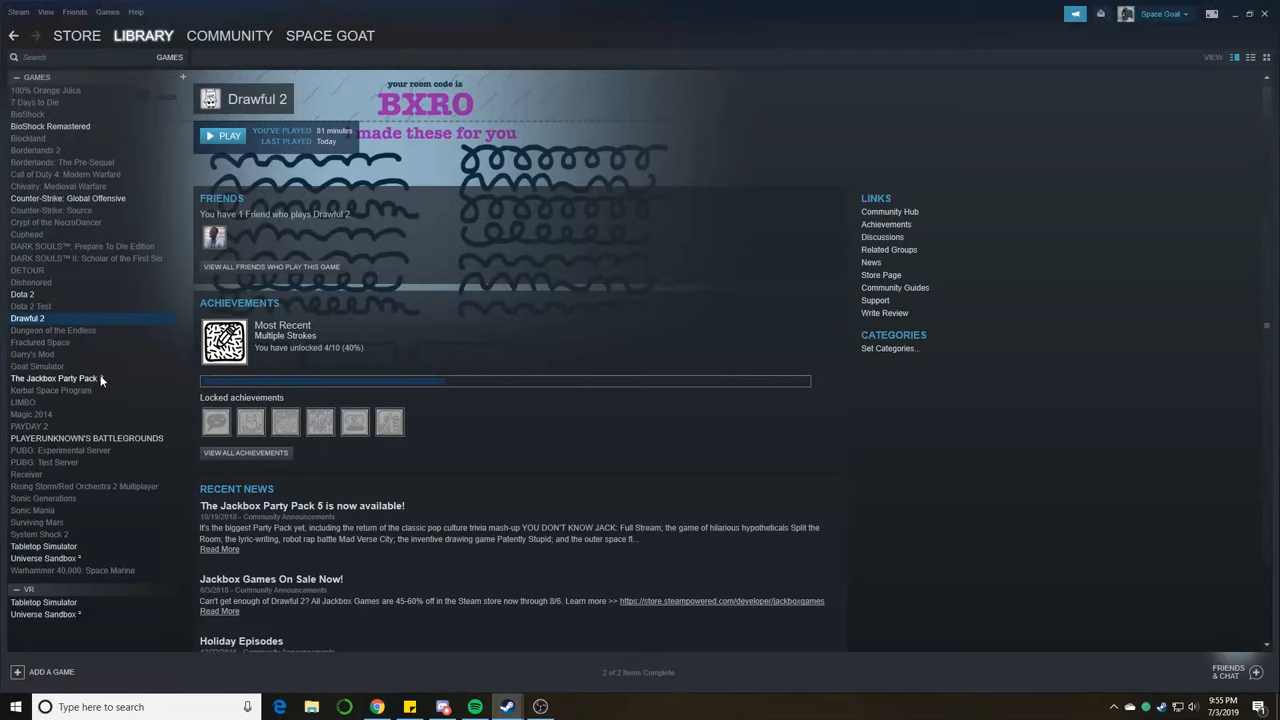 Steam View Friends Games Help
Space Goat
STORE LIBRARY COMMUNITY SPACE GOAT
Search GAMES VIEW
GAMES
100% Orange Juice
7 Days to Die
BioShock
BioShock Remastered
Blockland
Borderlands 2
Borderlands: The Pre-Sequel
Call of Duty 4: Modern Warfare
Chivalry: Medieval Warfare
Counter-Strike: Global Offensive
Counter-Strike: Source
Crypt of the NecroDancer
Cuphead
DARK SOULS™: Prepare To Die Edition
DARK SOULS™ II: Scholar of the First Sin
DETOUR
Dishonored
Dota 2
Dota 2 Test
Drawful 2
Dungeon of the Endless
Fractured Space
Garry's Mod
Goat Simulator
The Jackbox Party Pack
Kerbal Space Program
LIMBO
Magic 2014
PAYDAY 2
PLAYERUNKNOWN'S BATTLEGROUNDS
PUBG: Experimental Server
PUBG: Test Server
Receiver
Rising Storm/Red Orchestra 2 Multiplayer
Sonic Generations
Sonic Mania
Surviving Mars
System Shock 2
Tabletop Simulator
Universe Sandbox ²
Warhammer 40,000: Space Marine
VR
Tabletop Simulator
Universe Sandbox ²
ADD A GAME
your room code is
BXRO
made these for you
Drawful 2
PLAY
YOU'VE PLAYED 81 minutes
LAST PLAYED Today
FRIENDS
You have 1 Friend who plays Drawful 2
VIEW ALL FRIENDS WHO PLAY THIS GAME
ACHIEVEMENTS
Most Recent
Multiple Strokes
You have unlocked 4/10 (40%)
Locked achievements
VIEW ALL ACHIEVEMENTS
RECENT NEWS
The Jackbox Party Pack 5 is now available!
10/19/2018 - Community Announcements
It's the biggest Party Pack yet, including the return of the classic pop culture trivia mash-up YOU DON'T KNOW JACK: Full Stream; the game of hilarious hypotheticals Split the
Room; the lyric-writing, robot rap battle Mad Verse City; the inventive drawing game Patently Stupid; and the outer space fl...
Read More
Jackbox Games On Sale Now!
8/3/2018 - Community Announcements
Can't get enough of Drawful 2? All Jackbox Games are 45-60% off in the Steam store now through 8/6. Learn more >> https://store.steampowered.com/developer/jackboxgames
Read More
Holiday Episodes
LINKS
Community Hub
Achievements
Discussions
Related Groups
News
Store Page
Community Guides
Support
Write Review
CATEGORIES
Set Categories...
2 of 2 Items Complete
FRIENDS
& CHAT
Type here to search
9:55 PM
7/3/2019